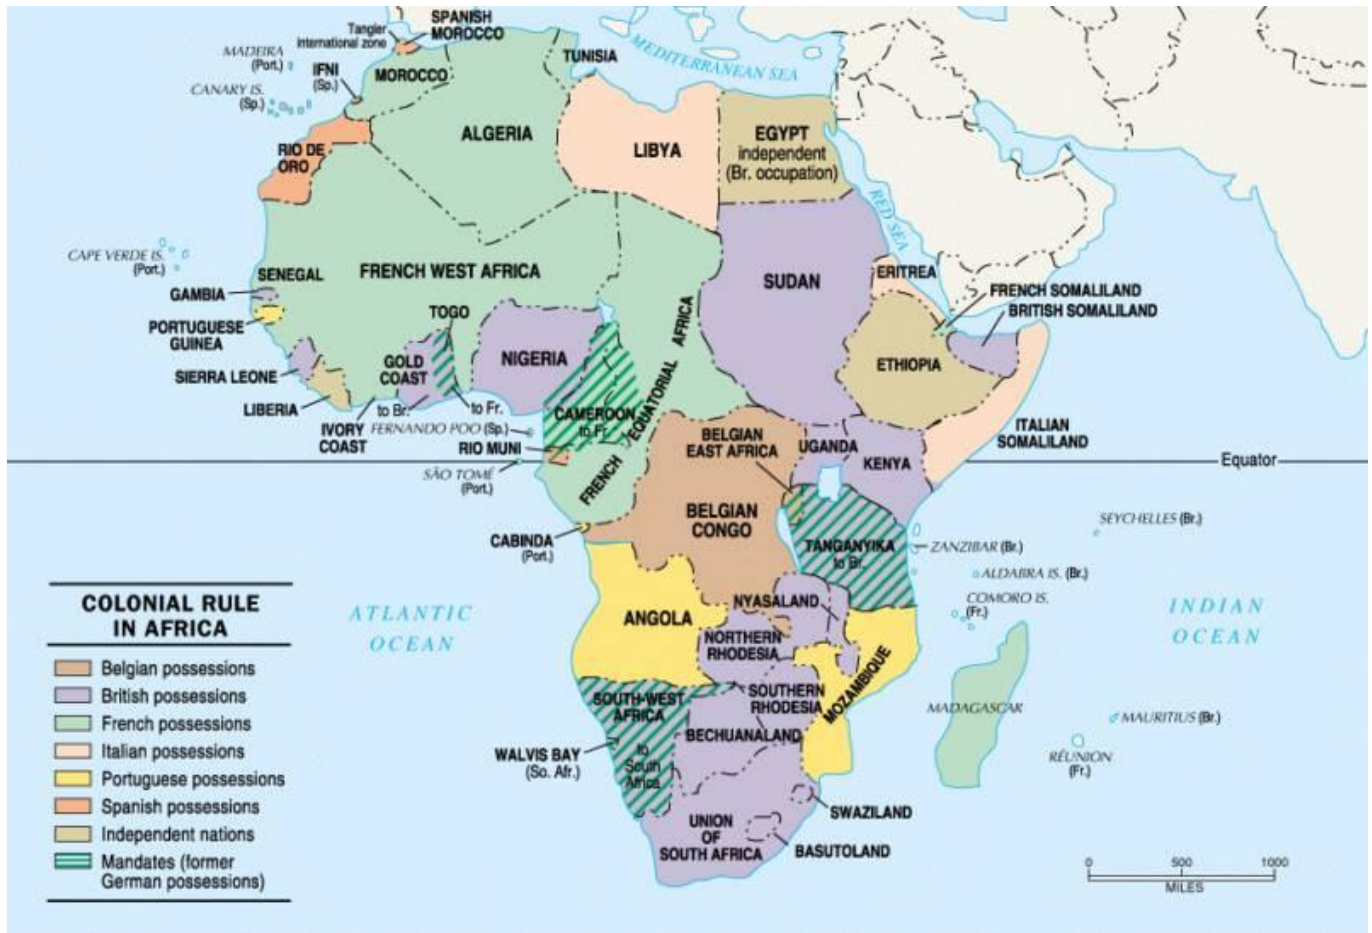 SPANISH
MOROCCO
Tangier
international zone
MADEIRA
(Port.)
IFNI
(Sp.)
MOROCCO
TUNISIA
MEDITERRANEAN SEA
CANARY IS.
(Sp.)
ALGERIA
LIBYA
EGYPT
independent
(Br. occupation)
RIO DE
ORO
RED SEA
CAPE VERDE IS.
(Port.)
SENEGAL
FRENCH WEST AFRICA
SUDAN
ERITREA
GAMBIA
FRENCH SOMALILAND
BRITISH SOMALILAND
TOGO
PORTUGUESE
GUINEA
GOLD
COAST
NIGERIA
ETHIOPIA
SIERRA LEONE
LIBERIA
to Br.
to Fr.
CAMEROON
to Fr.
FRENCH EQUATORIAL AFRICA
IVORY
COAST
FERNANDO POO (Sp.)
RIO MUNI
BELGIAN
EAST AFRICA
UGANDA
KENYA
ITALIAN
SOMALILAND
Equator
SÃO TOMÉ
(Port.)
BELGIAN
CONGO
SEYCHELLES (Br.)
CABINDA
(Port.)
TANGANYIKA
to Br.
ZANZIBAR (Br.)
ALDABRA IS. (Br.)
COMORO IS.
(Fr.)
ATLANTIC
OCEAN
INDIAN
OCEAN
ANGOLA
NYASALAND
NORTHERN
RHODESIA
MOZAMBIQUE
SOUTH-WEST
AFRICA
to
South
Africa
SOUTHERN
RHODESIA
BECHUANALAND
MADAGASCAR
MAURITIUS (Br.)
RÉUNION
(Fr.)
WALVIS BAY
(So. Afr.)
SWAZILAND
UNION
OF
SOUTH AFRICA
BASUTOLAND
COLONIAL RULE
IN AFRICA
Belgian possessions
British possessions
French possessions
Italian possessions
Portuguese possessions
Spanish possessions
Independent nations
Mandates (former
German possessions)
0 500 1000
MILES